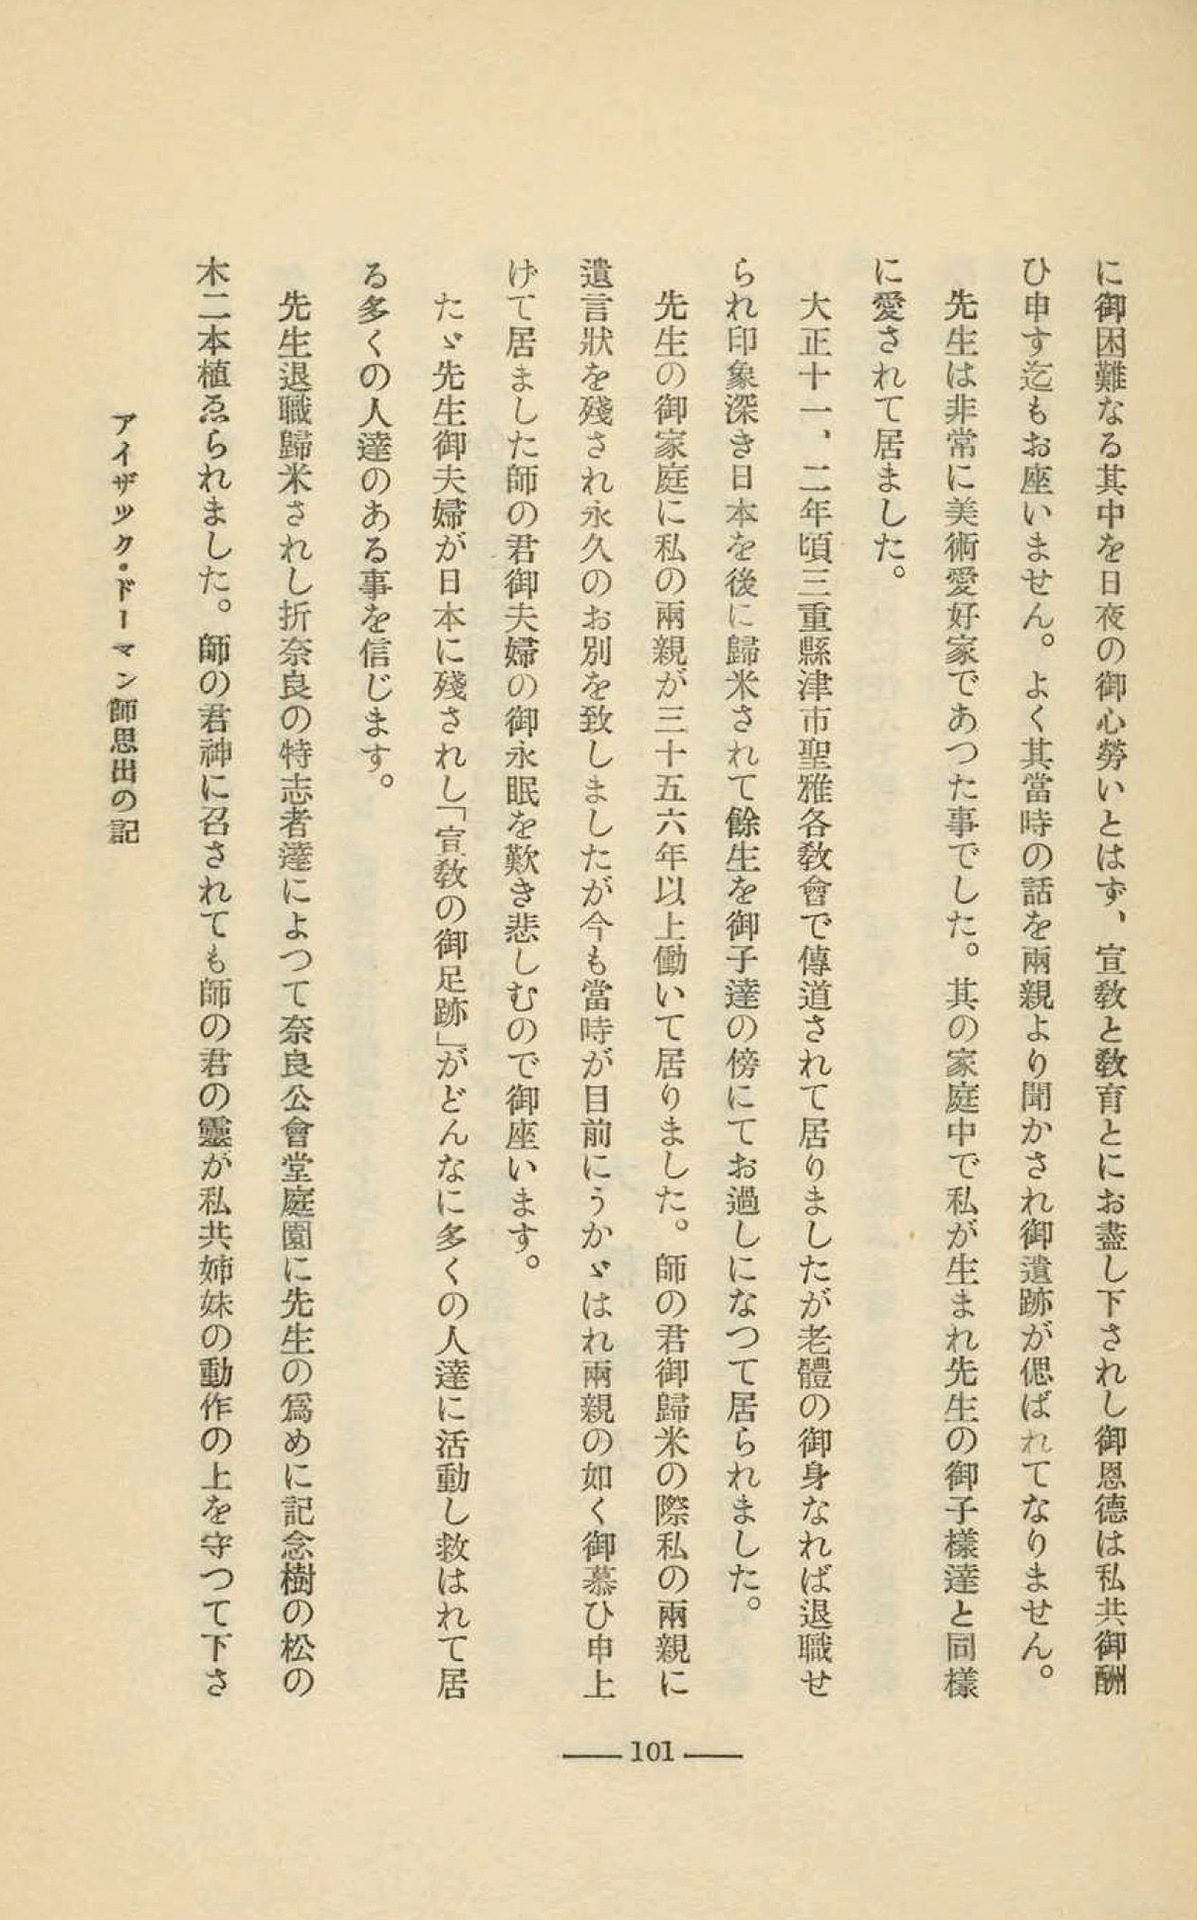 に御困難なる其中を日夜の御心勞いとはず、宣敎と敎育とにお盡し下されし御恩德は私共御酬
ひ申す迄もお座いません。よく其當時の話を兩親より聞かされ御遺跡が偲ばれてなりません。
先生は非常に美術愛好家であつた事でした。其の家庭中で私が生まれ先生の御子樣達と同樣
に愛されて居ました。
大正十一、二年頃三重縣津市聖雅各敎會で傳道されて居りましたが老體の御身なれば退職せ
られ印象深き日本を後に歸米されて餘生を御子達の傍にてお過しになつて居られました。
先生の御家庭に私の兩親が三十五六年以上働いて居りました。師の君御歸米の際私の兩親に
遺言狀を殘され永久のお別を致しましたが今も當時が目前にうかゞはれ兩親の如く御慕ひ申上
げて居ました師の君御夫婦の御永眠を歎き悲しむので御座います。
たゞ先生御夫婦が日本に殘されし「宣敎の御足跡」がどんなに多くの人達に活動し救はれて居
る多くの人達のある事を信じます。
先生退職歸米されし折奈良の特志者達によつて奈良公會堂庭園に先生の爲めに記念樹の松の
木二本植ゑられました。師の君神に召されても師の君の靈が私共姉妹の動作の上を守つて下さ
アイザック・ドーマン師思出の記
101